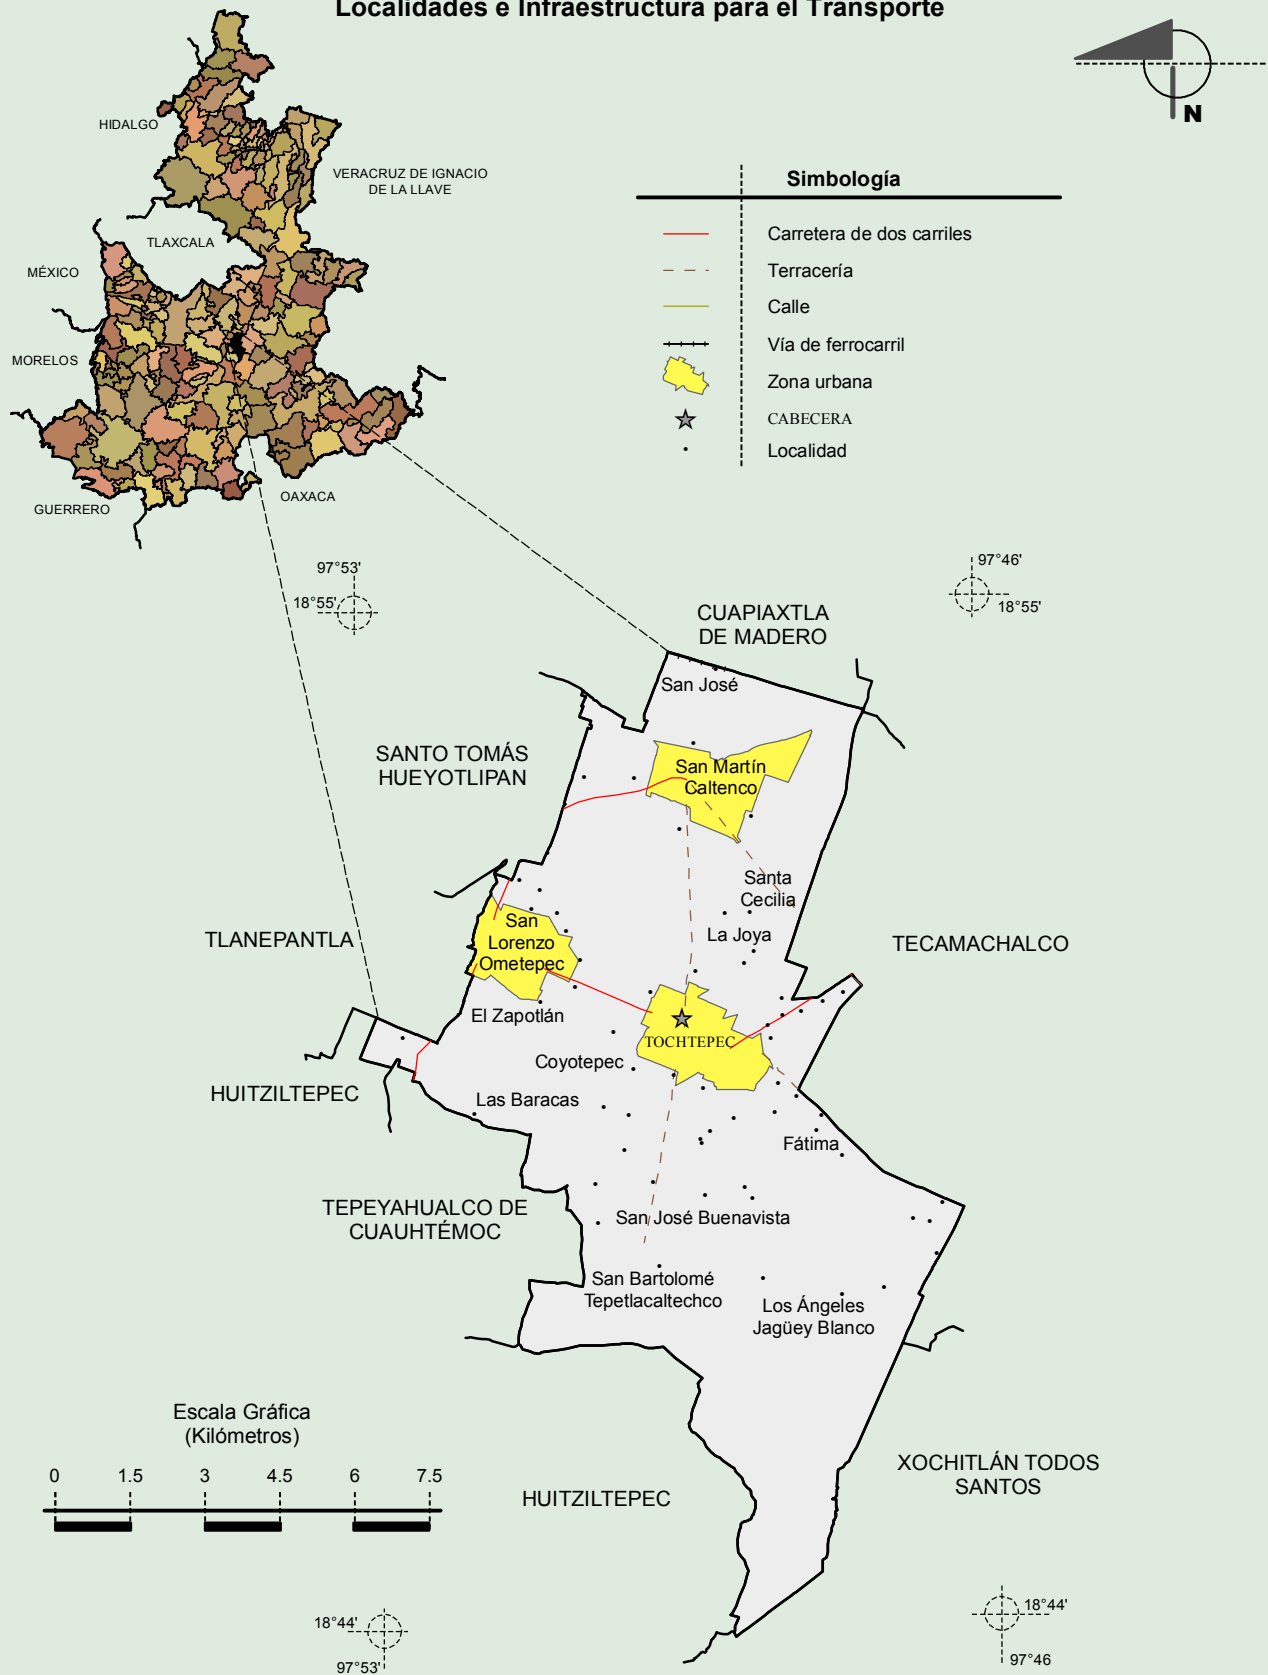 Localidades e Infraestructura para el Transporte
N
HIDALGO
VERACRUZ DE IGNACIO
DE LA LLAVE
TLAXCALA
MÉXICO
MORELOS
GUERRERO
OAXACA
Simbología
Carretera de dos carriles
Terracería
Calle
Vía de ferrocarril
Zona urbana
CABECERA
Localidad
97°53'
18°55'
97°46'
18°55'
CUAPIAXTLA
DE MADERO
San José
SANTO TOMÁS
HUEYOTLIPAN
San Martín
Caltenco
Santa
Cecilia
TLANEPANTLA
San
Lorenzo
Ometepec
La Joya
TECAMACHALCO
El Zapotlán
TOCHTEPEC
Coyotepec
HUITZILTEPEC
Las Baracas
Fátima
TEPEYAHUALCO DE
CUAUHTÉMOC
San José Buenavista
San Bartolomé
Tepetlacaltechco
Los Ángeles
Jagüey Blanco
Escala Gráfica
(Kilómetros)
0 1.5 3 4.5 6 7.5
HUITZILTEPEC
XOCHITLÁN TODOS
SANTOS
18°44'
97°53'
18°44'
97°46